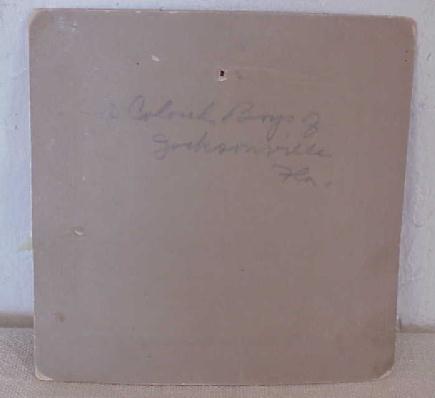 Colored Boys of
Jacksonville
Fla.